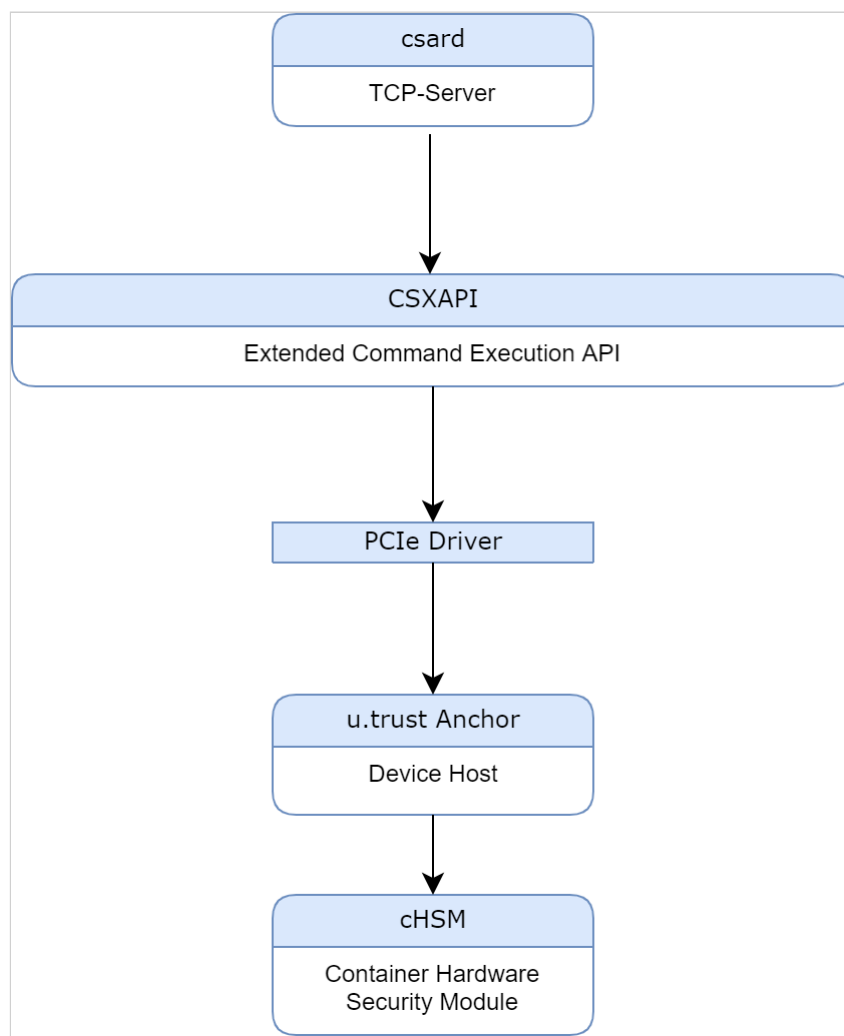 csard
TCP-Server
CSXAPI
Extended Command Execution API
PCIe Driver
u.trust Anchor
Device Host
cHSM
Container Hardware
Security Module